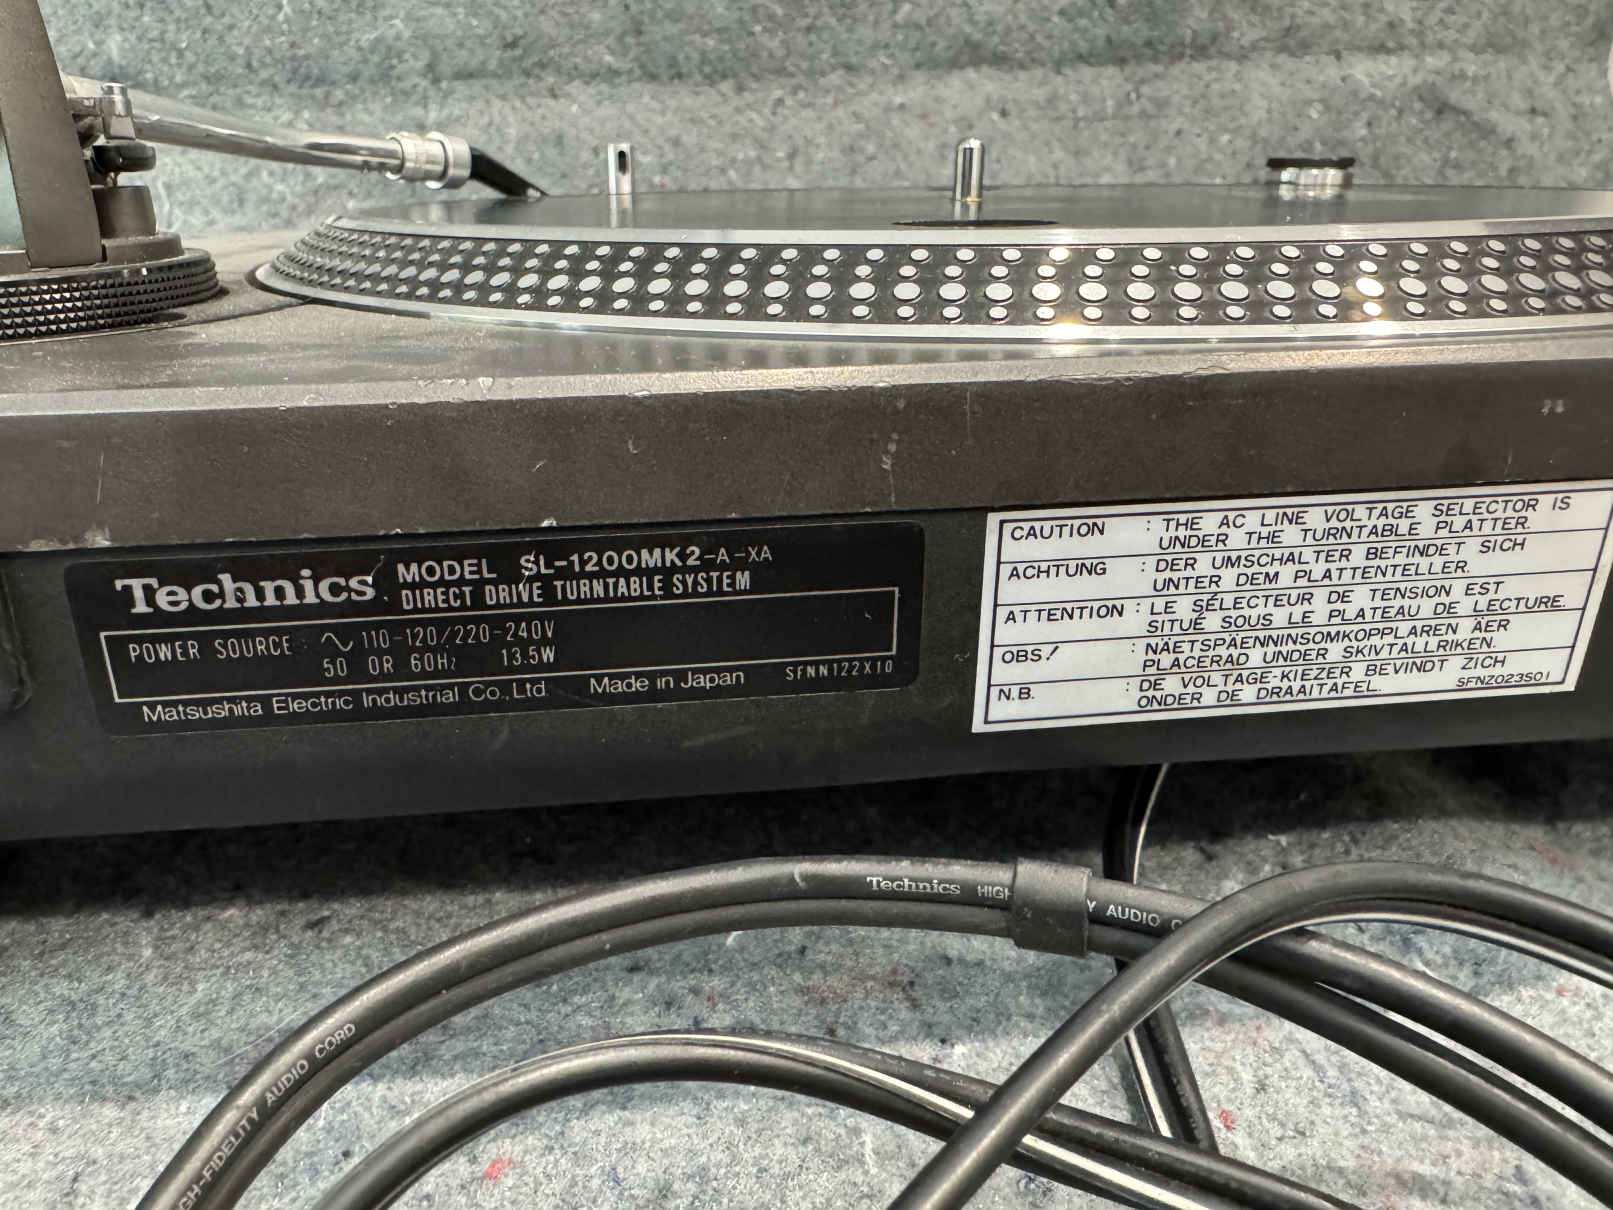 Technics MODEL SL-1200MK2-A-XA
DIRECT DRIVE TURNTABLE SYSTEM
POWER SOURCE : ∿ 110-120/220-240V
50 OR 60Hz 13.5W
Matsushita Electric Industrial Co., Ltd. Made in Japan SFNN122X10
CAUTION : THE AC LINE VOLTAGE SELECTOR IS
UNDER THE TURNTABLE PLATTER.
ACHTUNG : DER UMSCHALTER BEFINDET SICH
UNTER DEM PLATTENTELLER.
ATTENTION : LE SÉLECTEUR DE TENSION EST
SITUÉ SOUS LE PLATEAU DE LECTURE.
OBS! : NÄETSPÄENNINSOMKOPPLAREN ÄER
PLACERAD UNDER SKIVTALLRIKEN.
N.B. : DE VOLTAGE-KIEZER BEVINDT ZICH
ONDER DE DRAAITAFEL. SFNZ023S01
Technics HIGH Y AUDIO C
GH-FIDELITY AUDIO CORD